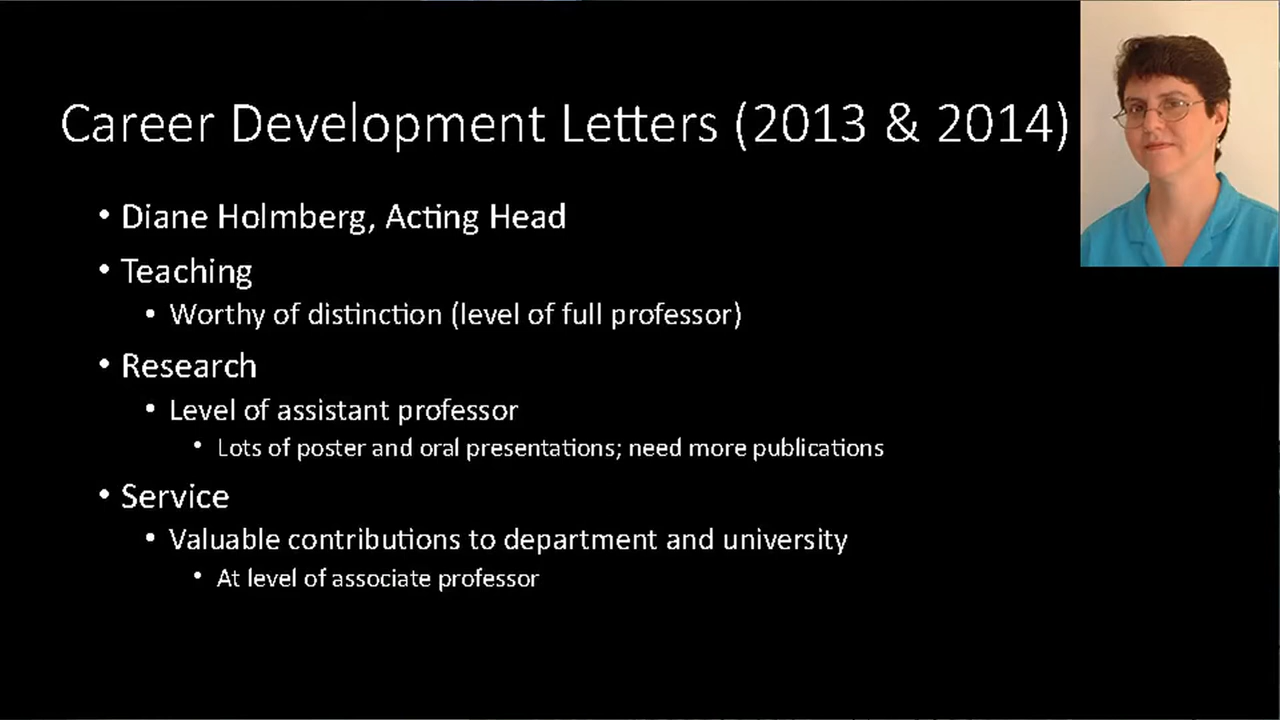 Career Development Letters (2013 & 2014)
• Diane Holmberg, Acting Head
• Teaching
• Worthy of distinction (level of full professor)
• Research
• Level of assistant professor
• Lots of poster and oral presentations; need more publications
• Service
• Valuable contributions to department and university
• At level of associate professor